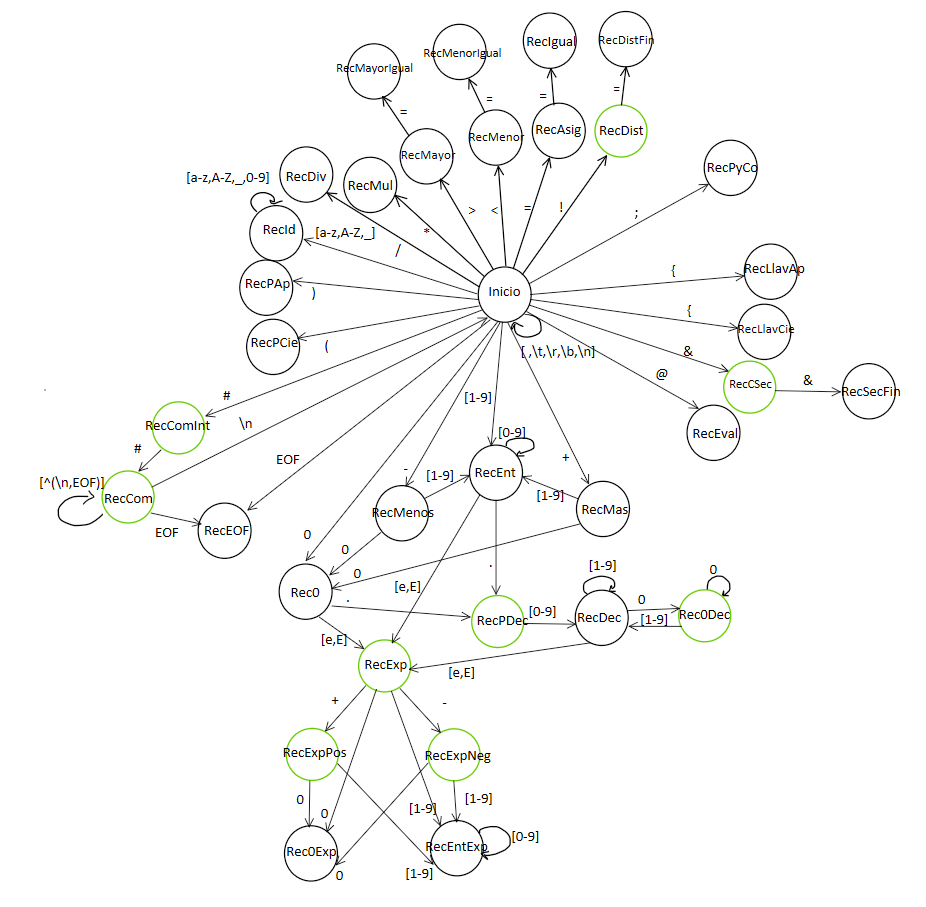 RecIgual
RecDistFin
RecMenorIgual
RecMayorIgual
=
=
=
=
RecAsig
RecDist
RecMenor
RecMayor
RecPyCo
RecDiv
RecMul
[a-z,A-Z,_,0-9]
>
<
=
!
;
RecId
[a-z,A-Z,_]
*
/
{
RecLlavAp
RecPAp
)
Inicio
{
RecLlavCie
RecPCie
(
[ ,\t,\r,\b,\n]
&
@
RecCSec
&
RecSecFin
#
[1-9]
RecComInt
\n
[0-9]
RecEval
#
EOF
+
-
[1-9]
RecEnt
[^(\n,EOF)]
RecCom
[1-9]
RecMenos
RecMas
EOF
RecEOF
0
0
0
.
[1-9]
0
[e,E]
Rec0
.
RecPDec
[0-9]
RecDec
0
[1-9]
Rec0Dec
[e,E]
RecExp
[e,E]
+
-
RecExpPos
RecExpNeg
0
0
[1-9]
[1-9]
Rec0Exp
RecEntExp
[0-9]
0
[1-9]